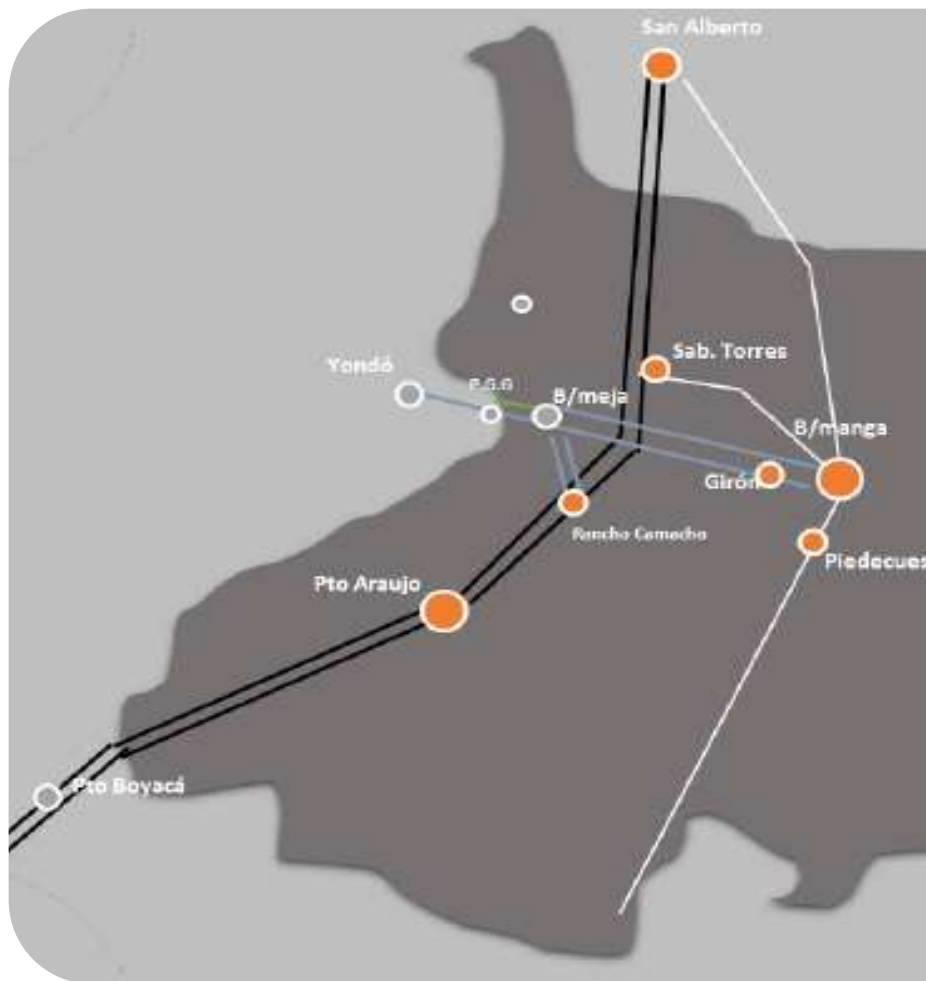 San Alberto
Sab. Torres
Yondó
B/meja
B/manga
Girón
Rancho Camacho
Piedecues
Pto Araujo
Pto Boyacá